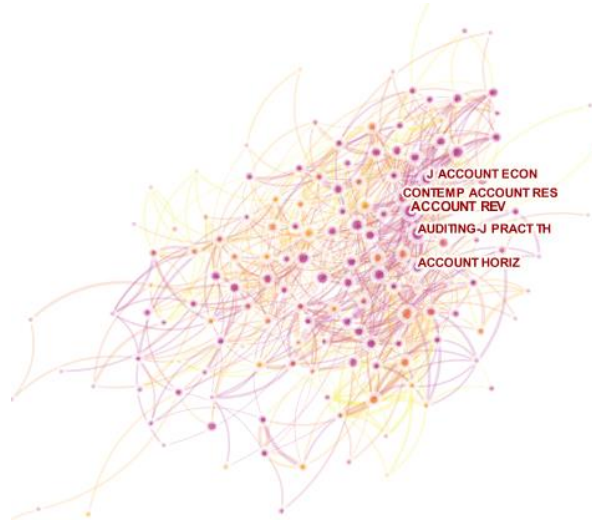 J ACCOUNT ECON
CONTEMP ACCOUNT RES
ACCOUNT REV
AUDITING-J PRACT TH
ACCOUNT HORIZ